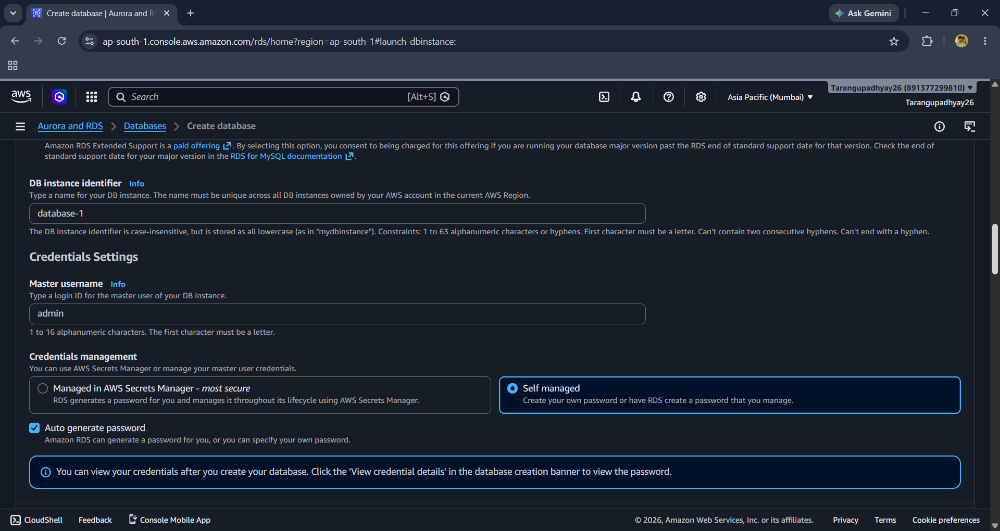 Create database | Aurora and R
Ask Gemini
ap-south-1.console.aws.amazon.com/rds/home?region=ap-south-1#launch-dbinstance:
aws
Search
[Alt+S]
Asia Pacific (Mumbai)
Tarangupadhyay26 (891377299810)
Tarangupadhyay26
Aurora and RDS
Databases
Create database
Amazon RDS Extended Support is a paid offering. By selecting this option, you consent to being charged for this offering if you are running your database major version past the RDS end of standard support date for that version. Check the end of
standard support date for your major version in the RDS for MySQL documentation.
DB instance identifier Info
Type a name for your DB instance. The name must be unique across all DB instances owned by your AWS account in the current AWS Region.
database-1
The DB instance identifier is case-insensitive, but is stored as all lowercase (as in "mydbinstance"). Constraints: 1 to 63 alphanumeric characters or hyphens. First character must be a letter. Can't contain two consecutive hyphens. Can't end with a hyphen.
Credentials Settings
Master username Info
Type a login ID for the master user of your DB instance.
admin
1 to 16 alphanumeric characters. The first character must be a letter.
Credentials management
You can use AWS Secrets Manager or manage your master user credentials.
Managed in AWS Secrets Manager - most secure
RDS generates a password for you and manages it throughout its lifecycle using AWS Secrets Manager.
Self managed
Create your own password or have RDS create a password that you manage.
Auto generate password
Amazon RDS can generate a password for you, or you can specify your own password.
You can view your credentials after you create your database. Click the 'View credential details' in the database creation banner to view the password.
CloudShell
Feedback
Console Mobile App
© 2026, Amazon Web Services, Inc. or its affiliates.
Privacy
Terms
Cookie preferences